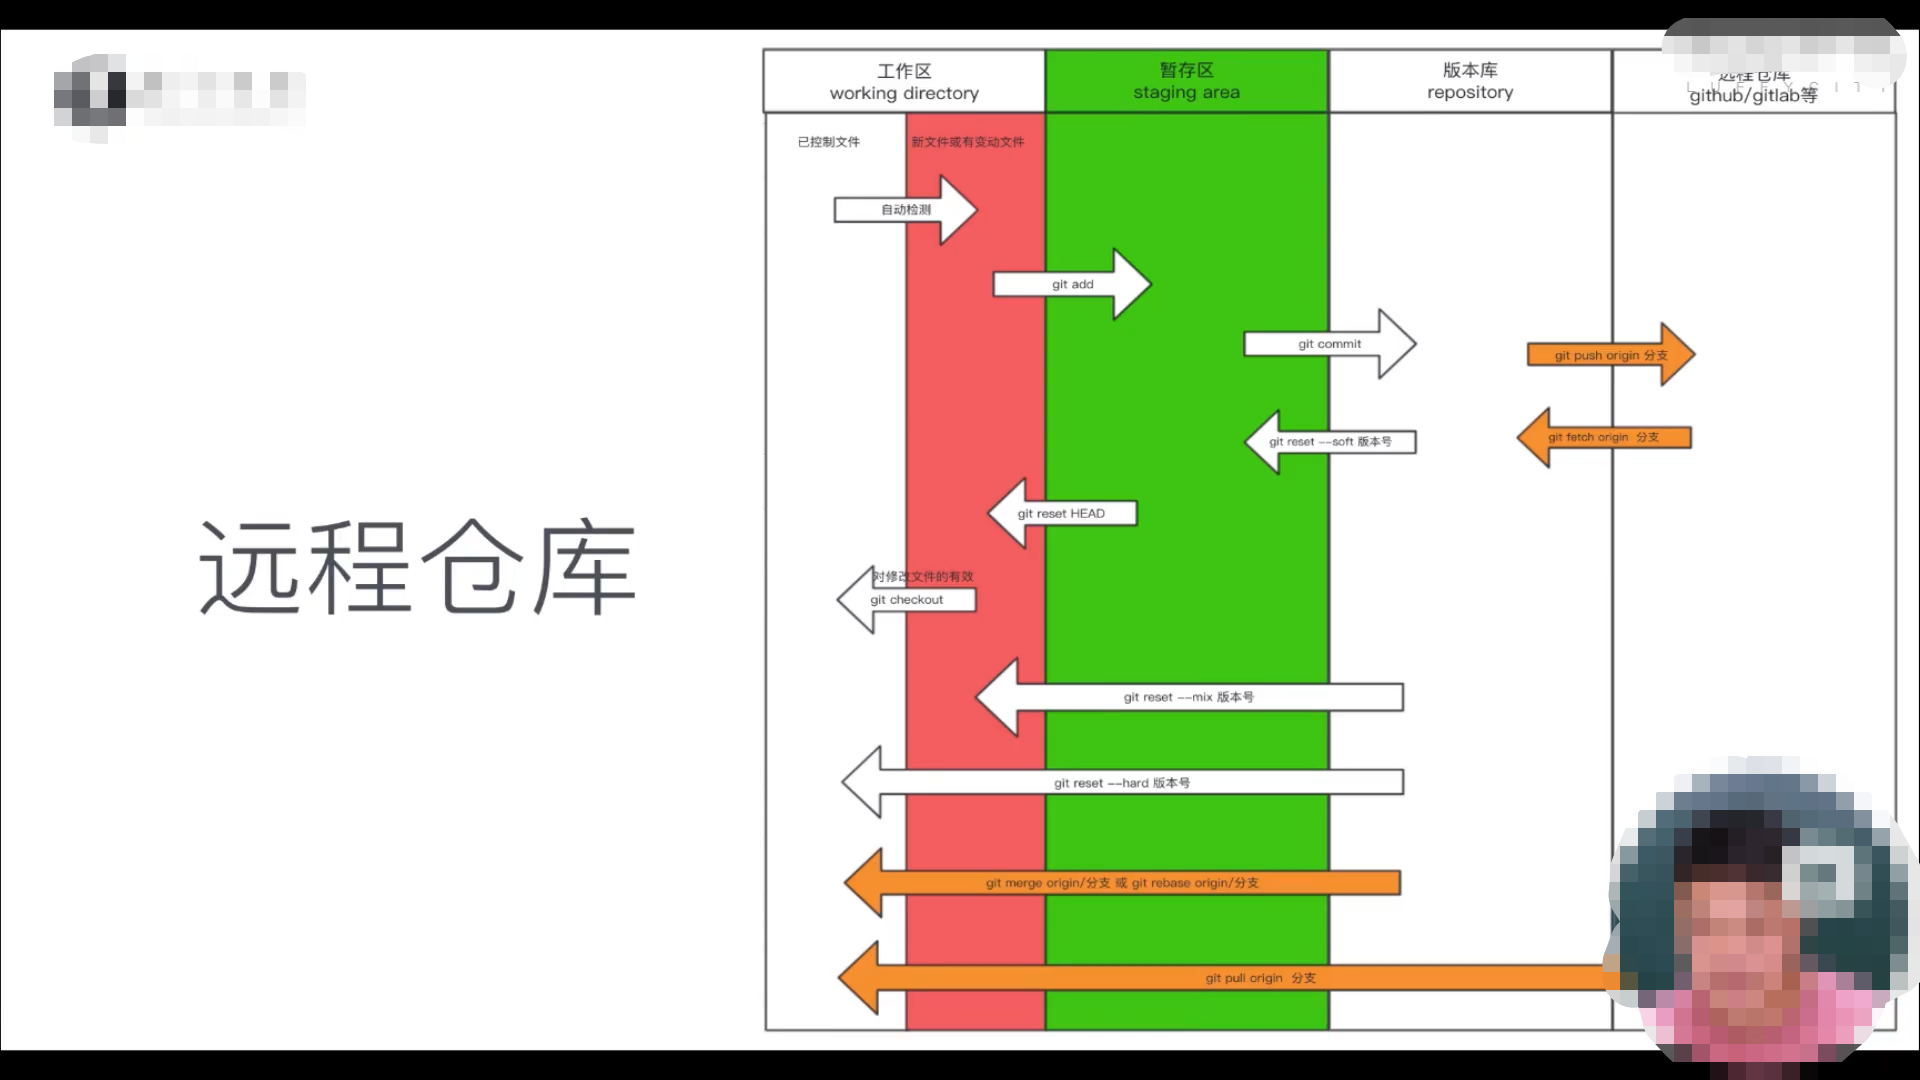 工作区
working directory
暂存区
staging area
版本库
repository
远程仓库
github/gitlab等
已控制文件
新文件或有变动文件
自动检测
git add
git commit
git push origin 分支
git reset --soft 版本号
git fetch origin 分支
git reset HEAD
远程仓库
对修改文件的有效
git checkout
git reset --mix 版本号
git reset --hard 版本号
git merge origin/分支 或 git rebase origin/分支
git pull origin 分支